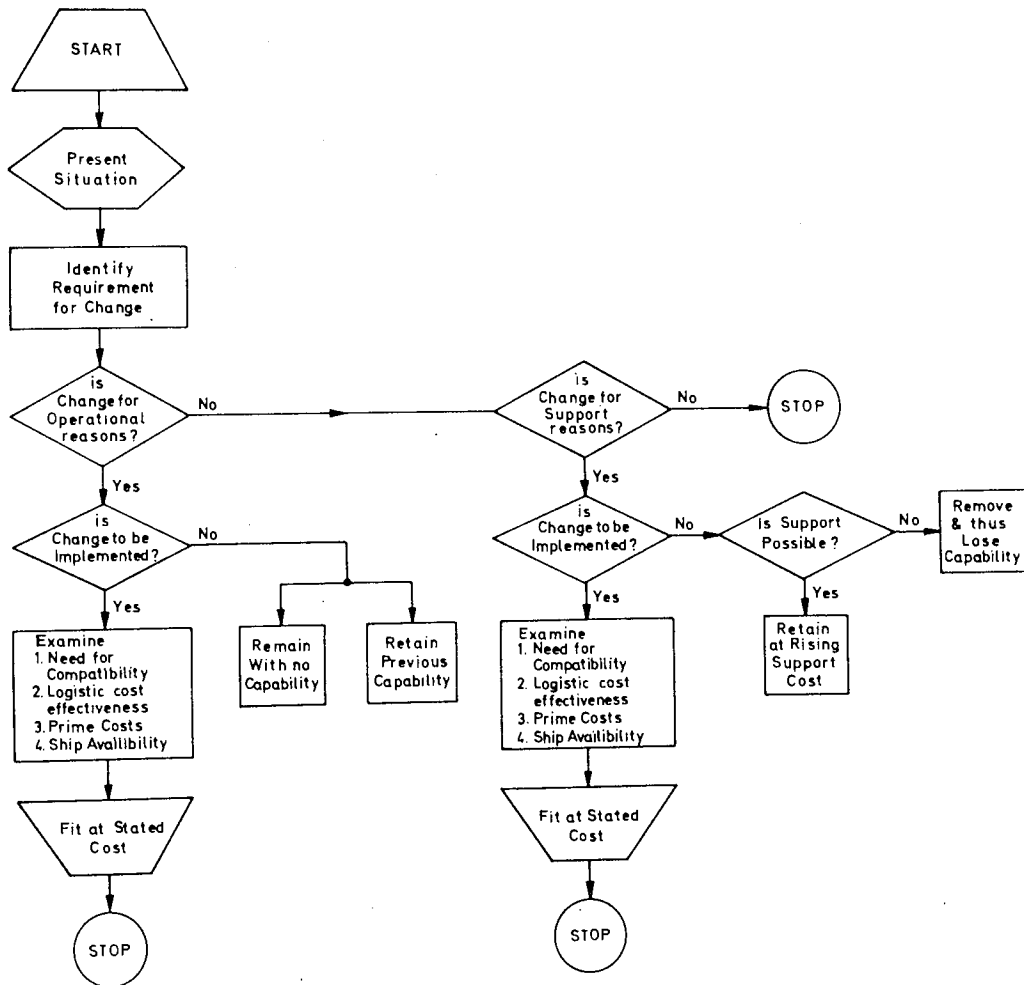 START
Present
Situation
Identify
Requirement
for Change
is
Change for
Operational
reasons?
No
Yes
is
Change for
Support
reasons?
No
STOP
Yes
is
Change to be
Implemented?
No
Yes
is
Change to be
Implemented?
No
Yes
is Support
Possible?
No
Yes
Remove
& thus
Lose
Capability
Examine
1. Need for
Compatibility
2. Logistic cost
effectiveness
3. Prime Costs
4. Ship Availibility
Remain
With no
Capability
Retain
Previous
Capability
Examine
1. Need for
Compatibility
2. Logistic cost
effectiveness
3. Prime Costs
4. Ship Availibility
Retain
at Rising
Support
Cost
Fit at Stated
Cost
Fit at Stated
Cost
STOP
STOP